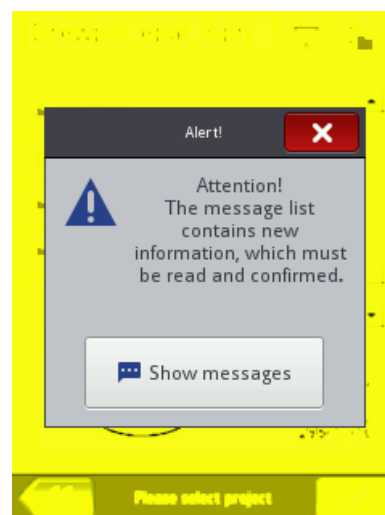 Alert!
Attention!
The message list
contains new
information, which must
be read and confirmed.
Show messages
Please select project